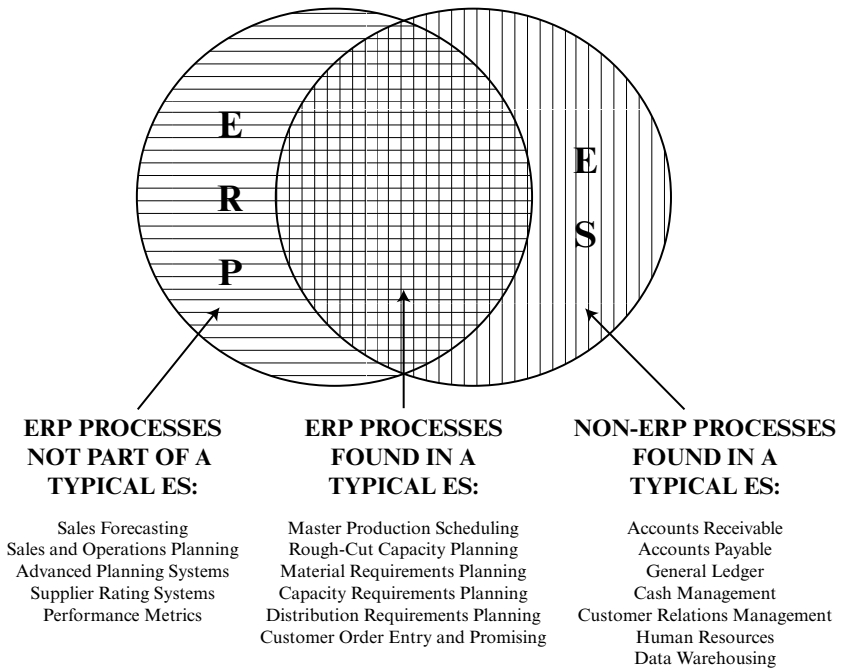 E
R
P
E
S
ERP PROCESSES
NOT PART OF A
TYPICAL ES:
Sales Forecasting
Sales and Operations Planning
Advanced Planning Systems
Supplier Rating Systems
Performance Metrics
ERP PROCESSES
FOUND IN A
TYPICAL ES:
Master Production Scheduling
Rough-Cut Capacity Planning
Material Requirements Planning
Capacity Requirements Planning
Distribution Requirements Planning
Customer Order Entry and Promising
NON-ERP PROCESSES
FOUND IN A
TYPICAL ES:
Accounts Receivable
Accounts Payable
General Ledger
Cash Management
Customer Relations Management
Human Resources
Data Warehousing